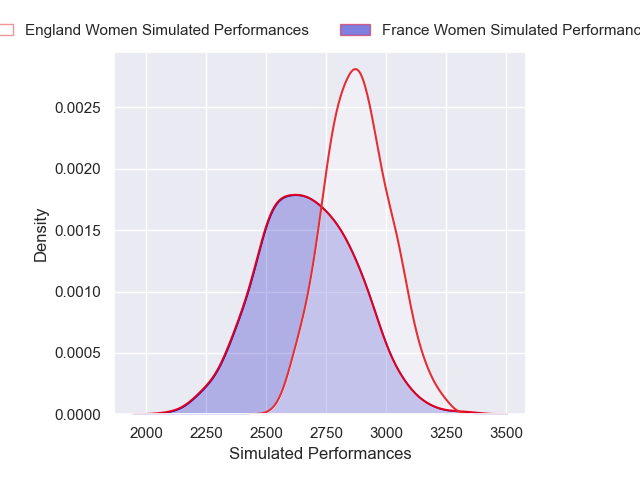 England Women Simulated Performances
France Women Simulated
0.0025
0.0020
0.0015
0.0010
0.0005
0.0000
Density
2000 2250 2500 2750 3000 3250 3500
Simulated Performances